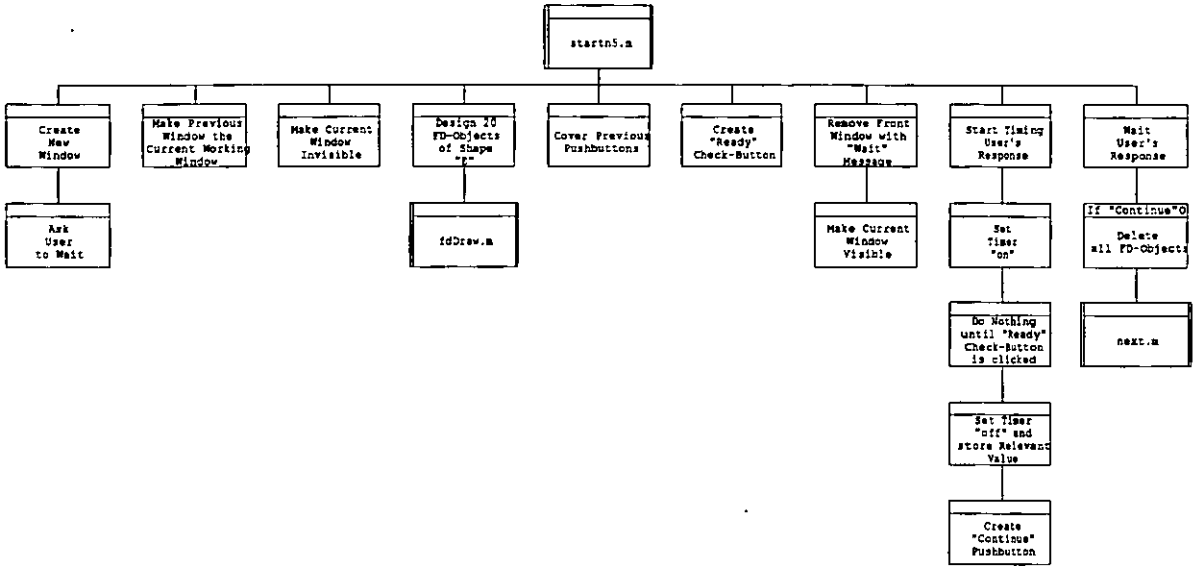 startn5.m
Create
New
Window
Make Previous
Window the
Current Working
Window
Make Current
Window
Invisible
Design 20
FD-Objects
of Shape
"E"
Cover Previous
Pushbuttons
Create
"Ready"
Check-Button
Remove Front
Window with
"Wait"
Message
Start Timing
User's
Response
Wait
User's
Response
Ask
User
to Wait
fdDraw.m
Make Current
Window
Visible
Set
Timer
"on"
If "Continue"O
Delete
all FD-Objects
Do Nothing
until "Ready"
Check-Button
is clicked
next.m
Set Timer
"off" and
store Relevant
Value
Create
"Continue"
Pushbutton